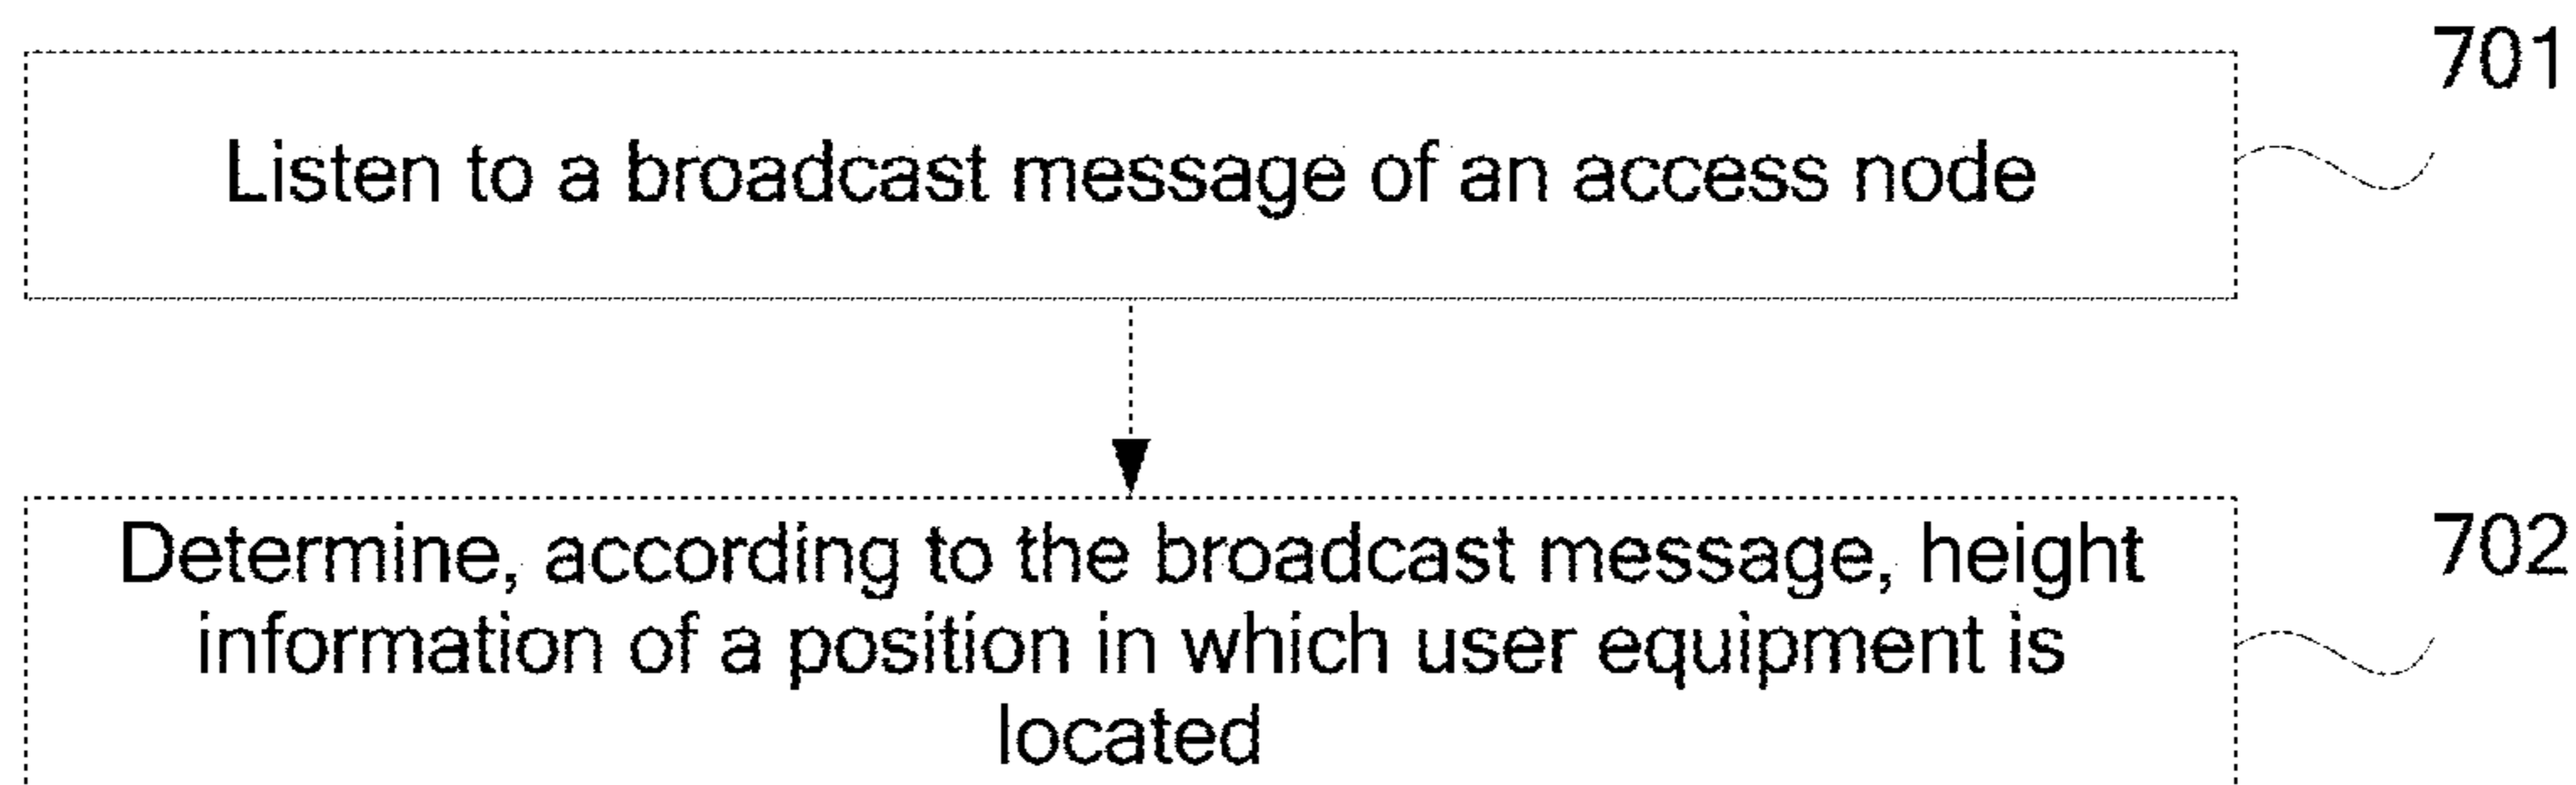 701
Listen to a broadcast message of an access node
702
Determine, according to the broadcast message, height
information of a position in which user equipment is
located